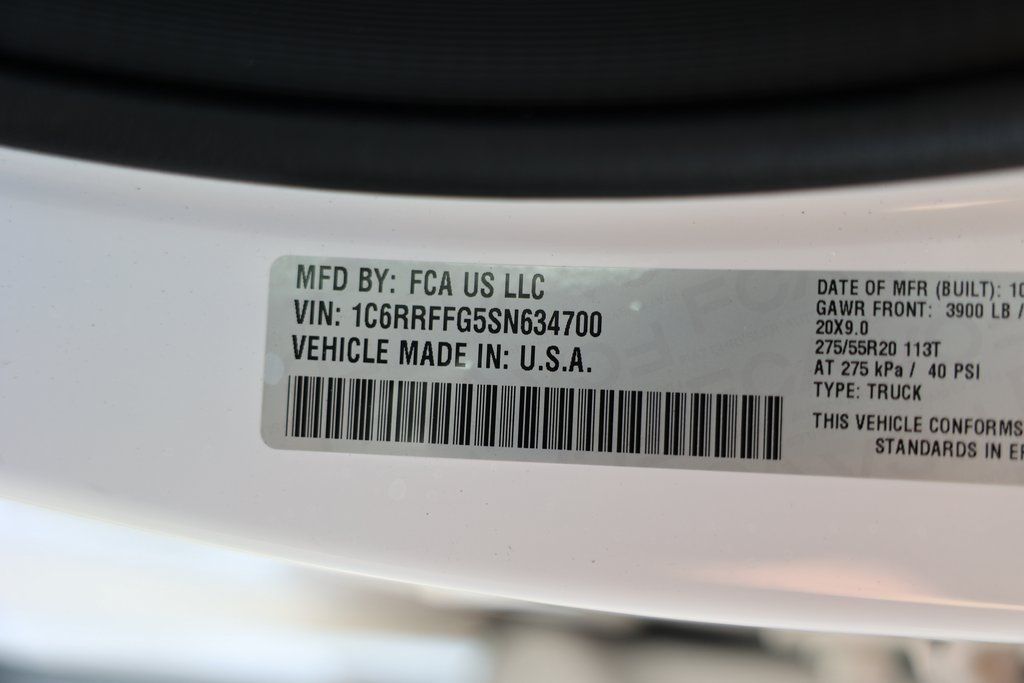 MFD BY: FCA US LLC
VIN: 1C6RRFFG5SN634700
VEHICLE MADE IN: U.S.A.
DATE OF MFR (BUILT): 10
GAWR FRONT: 3900 LB /
20X9.0
275/55R20 113T
AT 275 kPa / 40 PSI
TYPE: TRUCK
THIS VEHICLE CONFORMS
STANDARDS IN